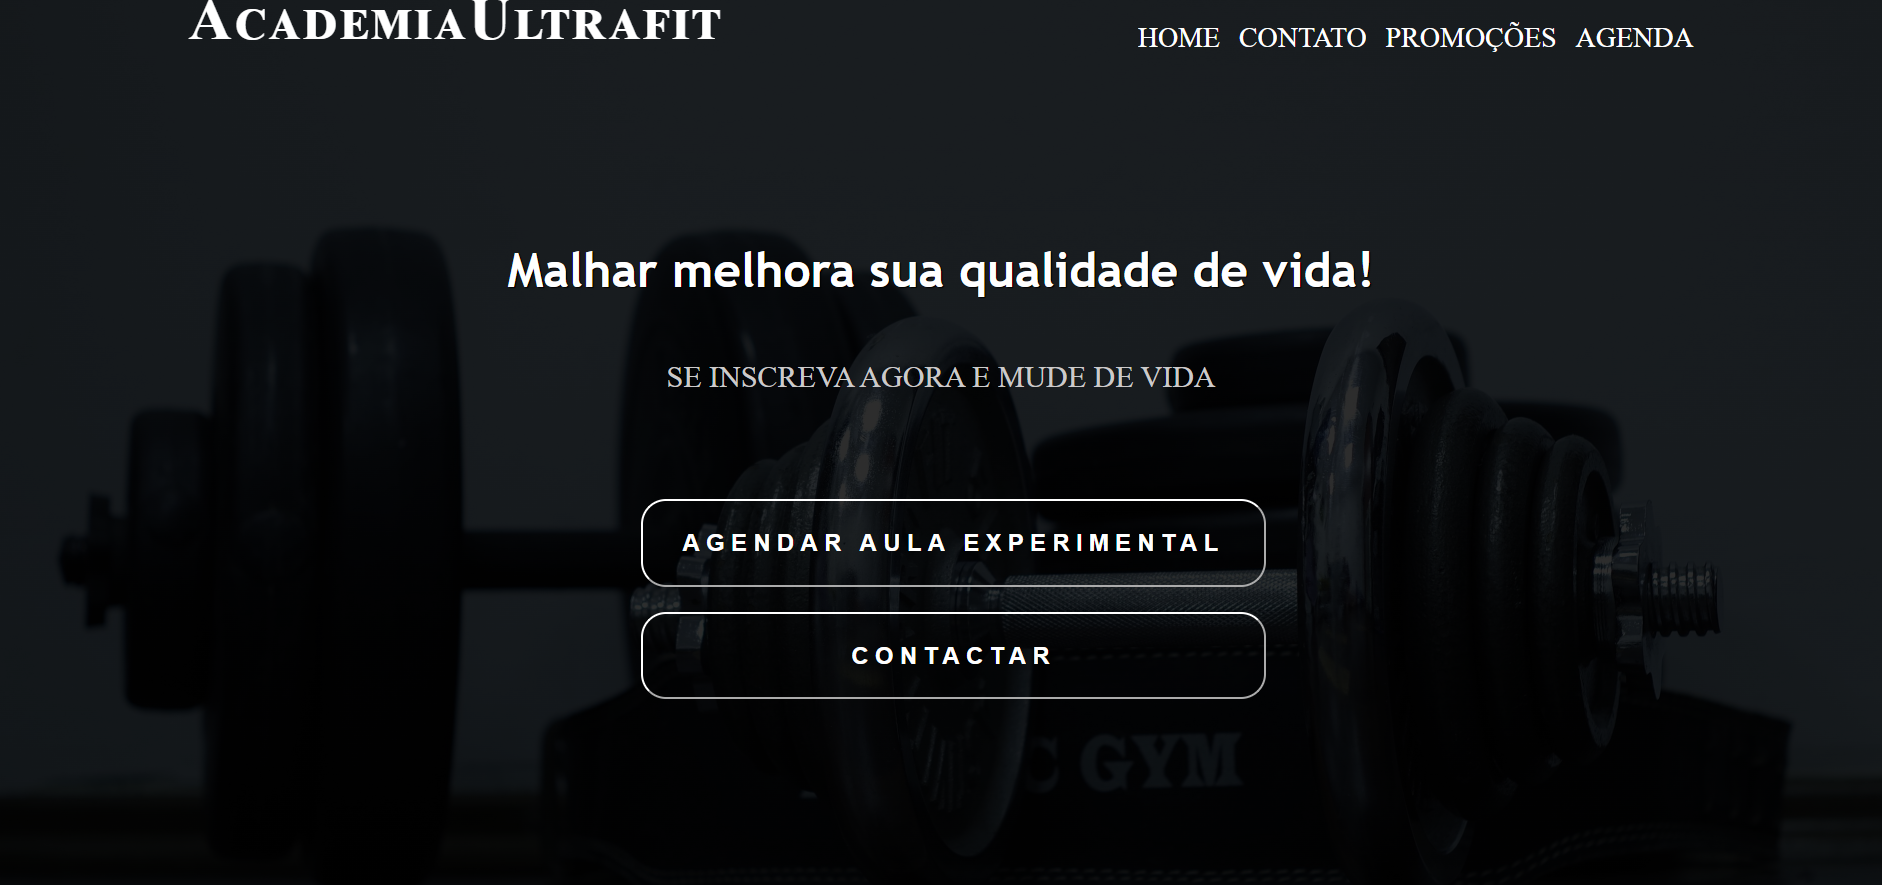 AcademiaUltrafit
HOME CONTATO PROMOÇÕES AGENDA
Malhar melhora sua qualidade de vida!
SE INSCREVA AGORA E MUDE DE VIDA
AGENDAR AULA EXPERIMENTAL
CONTACTAR
C GYM